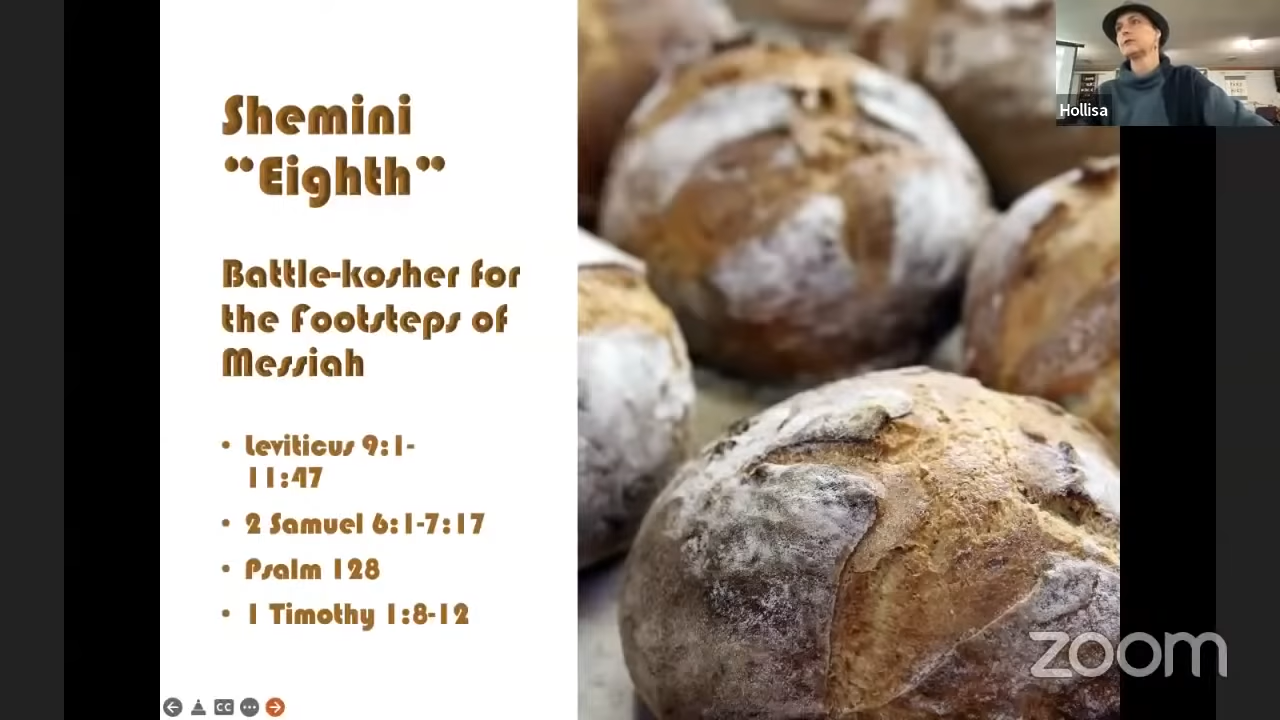 Shemini
“Eighth”
Battle-kosher for
the Footsteps of
Messiah
• Leviticus 9:1-
11:47
• 2 Samuel 6:1-7:17
• Psalm 128
• 1 Timothy 1:8-12
Hollisa
CC
zoom